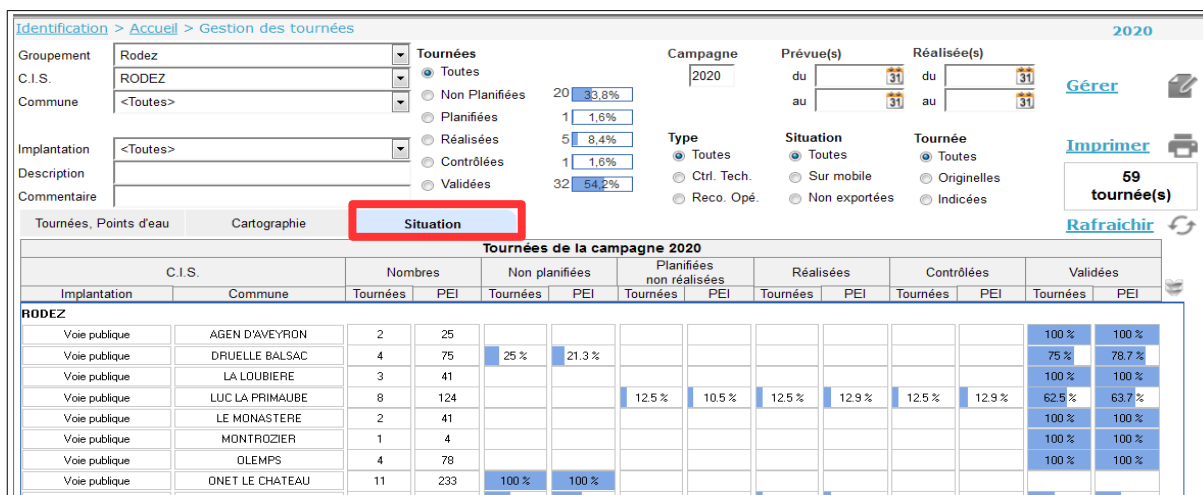 Identification > Accueil > Gestion des tournées 2020
Groupement Rodez
C.I.S. RODEZ
Commune <Toutes>
Implantation <Toutes>
Description
Commentaire
Tournées
Toutes
Non Planifiées 20 33,8%
Planifiées 1 1,6%
Réalisées 5 8,4%
Contrôlées 1 1,6%
Validées 32 54,2%
Campagne
2020
Prévue(s)
du 31
au 31
Réalisée(s)
du 31
au 31
Type
Toutes
Ctrl. Tech.
Reco. Opé.
Situation
Toutes
Sur mobile
Non exportées
Tournée
Toutes
Originelles
Indicées
Gérer
Imprimer
59
tournée(s)
Rafraichir
Tournées, Points d'eau Cartographie Situation
Tournées de la campagne 2020
C.I.S. Nombres Non planifiées Planifiées non réalisées Réalisées Contrôlées Validées
Implantation Commune Tournées PEI Tournées PEI Tournées PEI Tournées PEI Tournées PEI Tournées PEI
RODEZ
Voie publique AGEN D'AVEYRON 2 25 100 % 100 %
Voie publique DRUELLE BALSAC 4 75 25 % 21.3 % 75 % 78.7 %
Voie publique LA LOUBIERE 3 41 100 % 100 %
Voie publique LUC LA PRIMAUBE 8 124 12.5 % 10.5 % 12.5 % 12.9 % 12.5 % 12.9 % 62.5 % 63.7 %
Voie publique LE MONASTERE 2 41 100 % 100 %
Voie publique MONTROZIER 1 4 100 % 100 %
Voie publique OLEMPS 4 78 100 % 100 %
Voie publique ONET LE CHATEAU 11 233 100 % 100 %